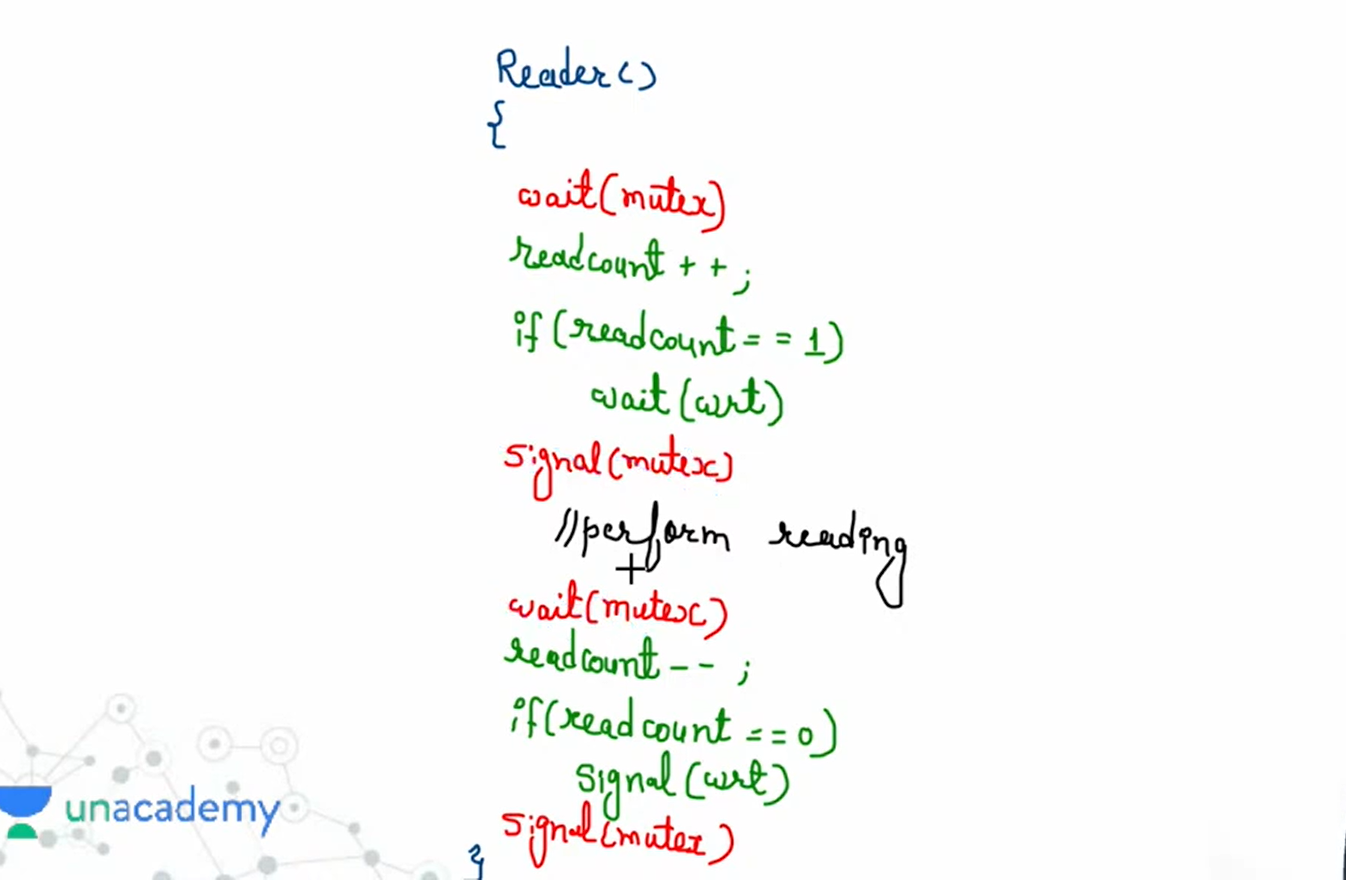 Reader()
{
wait(mutex)
readcount + + ;
if (readcount = = 1)
wait (wrt)
signal(mutex)
//perform reading
wait(mutex)
readcount - - ;
if(readcount == 0)
signal (wrt)
signal(mutex)
}
unacademy